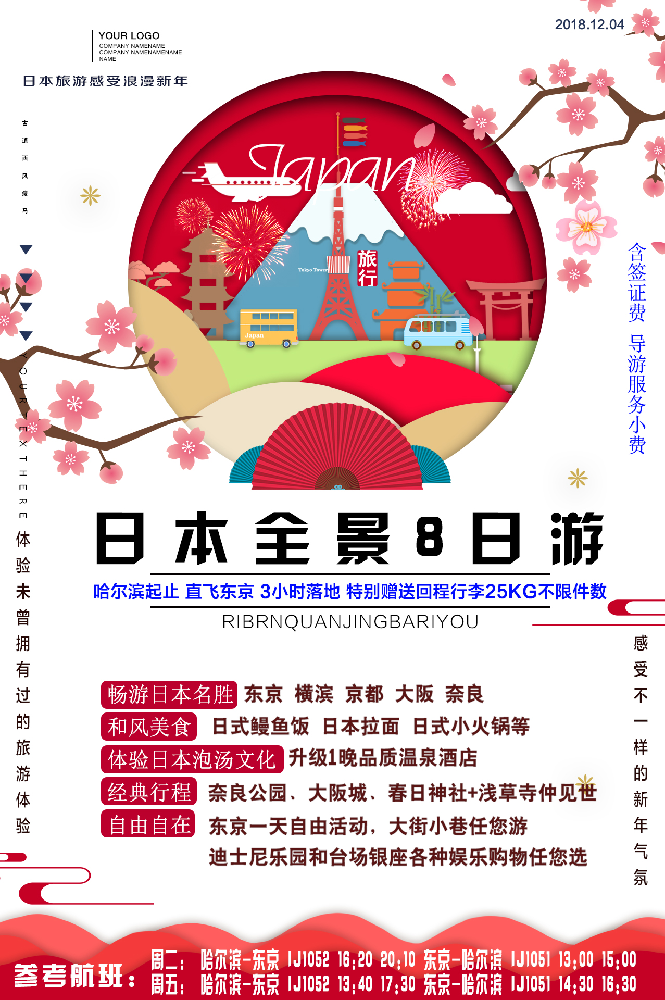 2018.12.04
YOUR LOGO
COMPANY NAMENAME
COMPANY NAMENAMENAME
NAME
日本旅游感受浪漫新年
古道西风瘦马
Japan
旅行
Tokyo Tower
Japan
含签证费 导游服务小费
YOUR TEXTHERE
体验未曾拥有过的旅游体验
日本全景8日游
哈尔滨起止 直飞东京 3小时落地 特别赠送回程行李25KG不限件数
RIBRNQUANJINGBARIYOU
感受不一样的新年气氛
畅游日本名胜 东京 横滨 京都 大阪 奈良
和风美食 日式鳗鱼饭 日本拉面 日式小火锅等
体验日本泡汤文化 升级1晚品质温泉酒店
经典行程 奈良公园、大阪城、春日神社+浅草寺仲见世
自由自在 东京一天自由活动，大街小巷任您游
迪士尼乐园和台场银座各种娱乐购物任您选
参考航班：
周二： 哈尔滨-东京 IJ1052 16:20 20:10 东京-哈尔滨 IJ1051 13:00 15:00
周五： 哈尔滨-东京 IJ1052 13:40 17:30 东京-哈尔滨 IJ1051 14:30 16:30